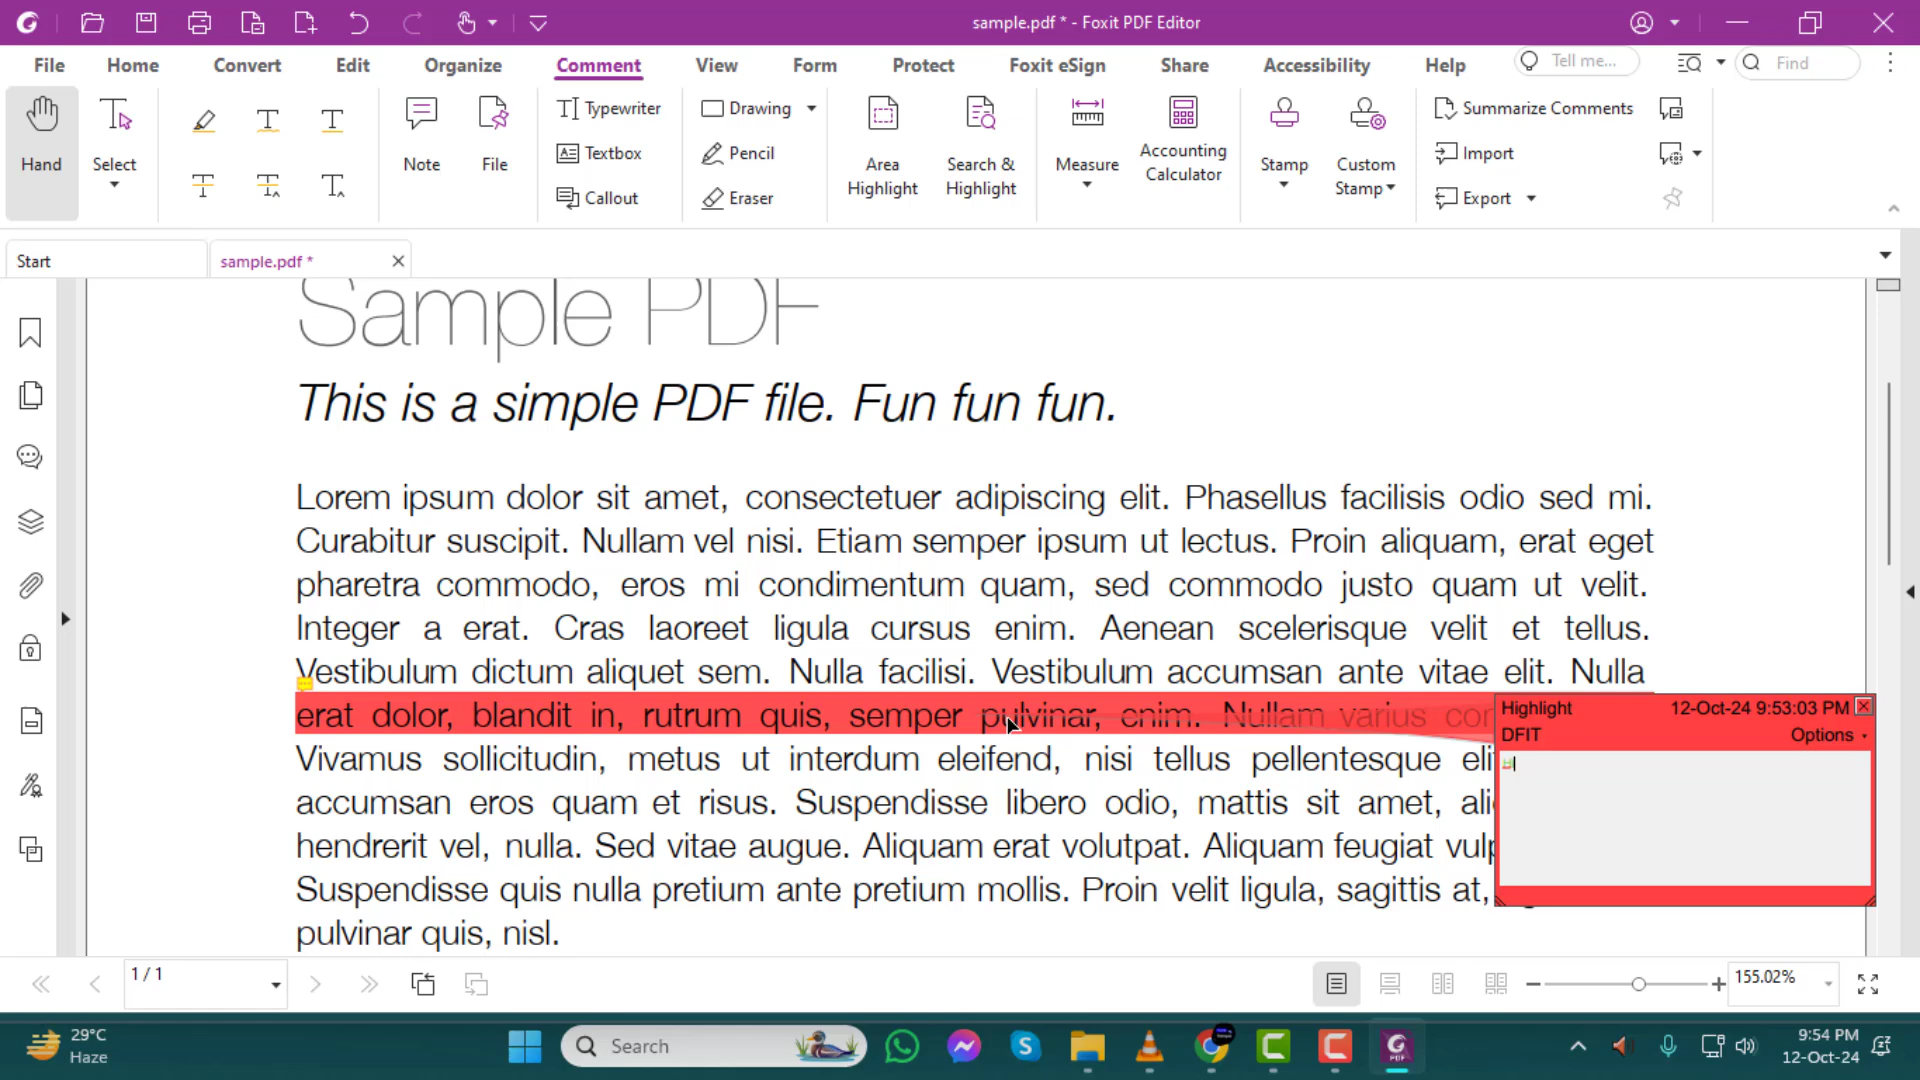 sample.pdf * - Foxit PDF Editor
File Home Convert Edit Organize Comment View Form Protect Foxit eSign Share Accessibility Help Tell me... Find
Hand
Select
Note
File
Typewriter
Textbox
Callout
Drawing
Pencil
Eraser
Area
Highlight
Search &
Highlight
Measure
Accounting
Calculator
Stamp
Custom
Stamp
Summarize Comments
Import
Export
Start
sample.pdf *
Sample PDF
This is a simple PDF file. Fun fun fun.
Lorem ipsum dolor sit amet, consectetuer adipiscing elit. Phasellus facilisis odio sed mi.
Curabitur suscipit. Nullam vel nisi. Etiam semper ipsum ut lectus. Proin aliquam, erat eget
pharetra commodo, eros mi condimentum quam, sed commodo justo quam ut velit.
Integer a erat. Cras laoreet ligula cursus enim. Aenean scelerisque velit et tellus.
Vestibulum dictum aliquet sem. Nulla facilisi. Vestibulum accumsan ante vitae elit. Nulla
erat dolor, blandit in, rutrum quis, semper pulvinar, enim. Nullam varius con
Vivamus sollicitudin, metus ut interdum eleifend, nisi tellus pellentesque elit
accumsan eros quam et risus. Suspendisse libero odio, mattis sit amet, ali
hendrerit vel, nulla. Sed vitae augue. Aliquam erat volutpat. Aliquam feugiat vulp
Suspendisse quis nulla pretium ante pretium mollis. Proin velit ligula, sagittis at,
pulvinar quis, nisl.
Highlight 12-Oct-24 9:53:03 PM
DFIT Options
1 / 1
155.02%
29°C
Haze
Search
9:54 PM
12-Oct-24